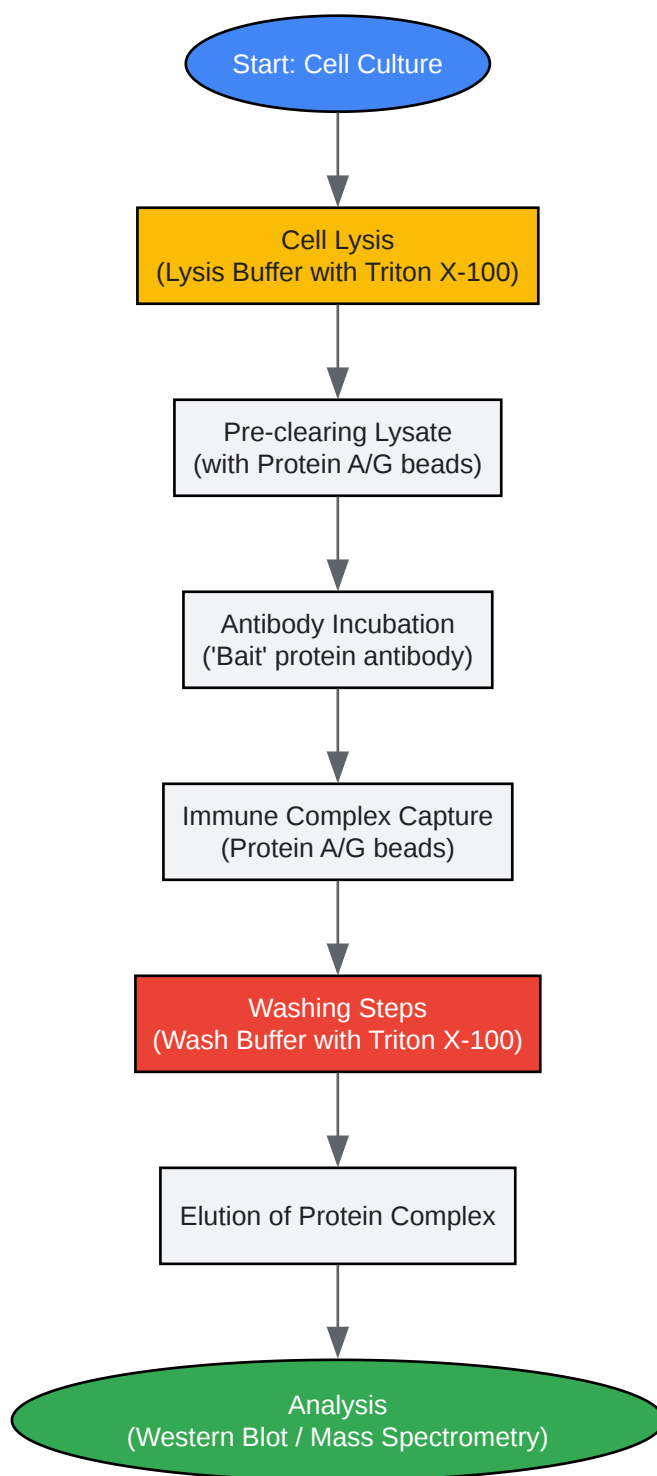 Start: Cell Culture
Cell Lysis
(Lysis Buffer with Triton X-100)
Pre-clearing Lysate
(with Protein A/G beads)
Antibody Incubation
('Bait' protein antibody)
Immune Complex Capture
(Protein A/G beads)
Washing Steps
(Wash Buffer with Triton X-100)
Elution of Protein Complex
Analysis
(Western Blot / Mass Spectrometry)